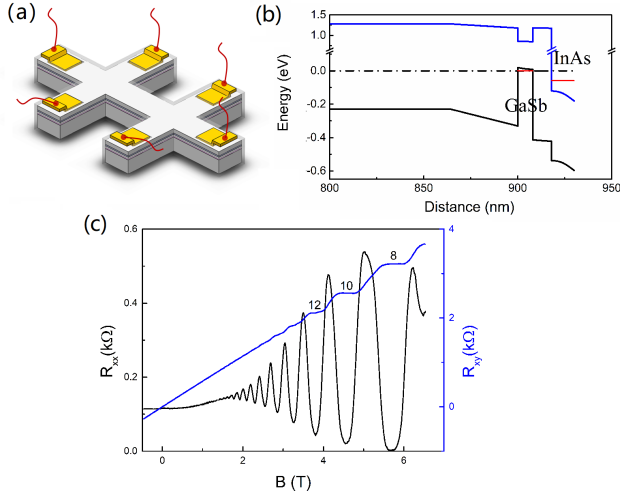 (a)
(b)
1.5
1.0
0.0
-0.2
-0.4
-0.6
Energy (eV)
InAs
GaSb
800
850
900
950
Distance (nm)
(c)
0.6
0.4
0.2
0.0
Rxx(kΩ)
12
10
8
4
2
0
Rxy(kΩ)
0
2
4
6
B (T)